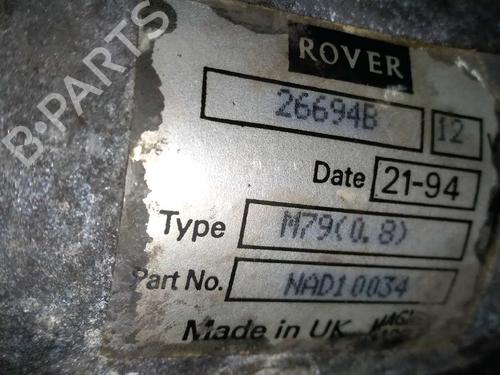 ROVER
26694B 12
Date 21-94
Type M79(0.8)
Part No. NAD10034
Made in UK
B-PARTS